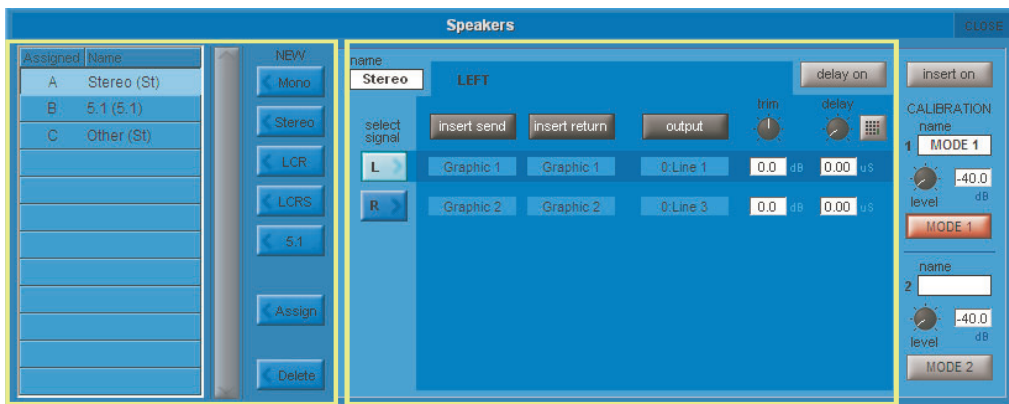 Speakers
CLOSE
Assigned Name
A Stereo (St)
B 5.1 (5.1)
C Other (St)
NEW
Mono
Stereo
LCR
LCRS
5.1
Assign
Delete
name
Stereo
LEFT
delay on
select signal
insert send insert return output trim delay
L Graphic 1 Graphic 1 0:Line 1 0.0 dB 0.00 uS
R Graphic 2 Graphic 2 0:Line 3 0.0 dB 0.00 uS
insert on
CALIBRATION
name
1 MODE 1
-40.0
level dB
MODE 1
name
2
-40.0
level dB
MODE 2